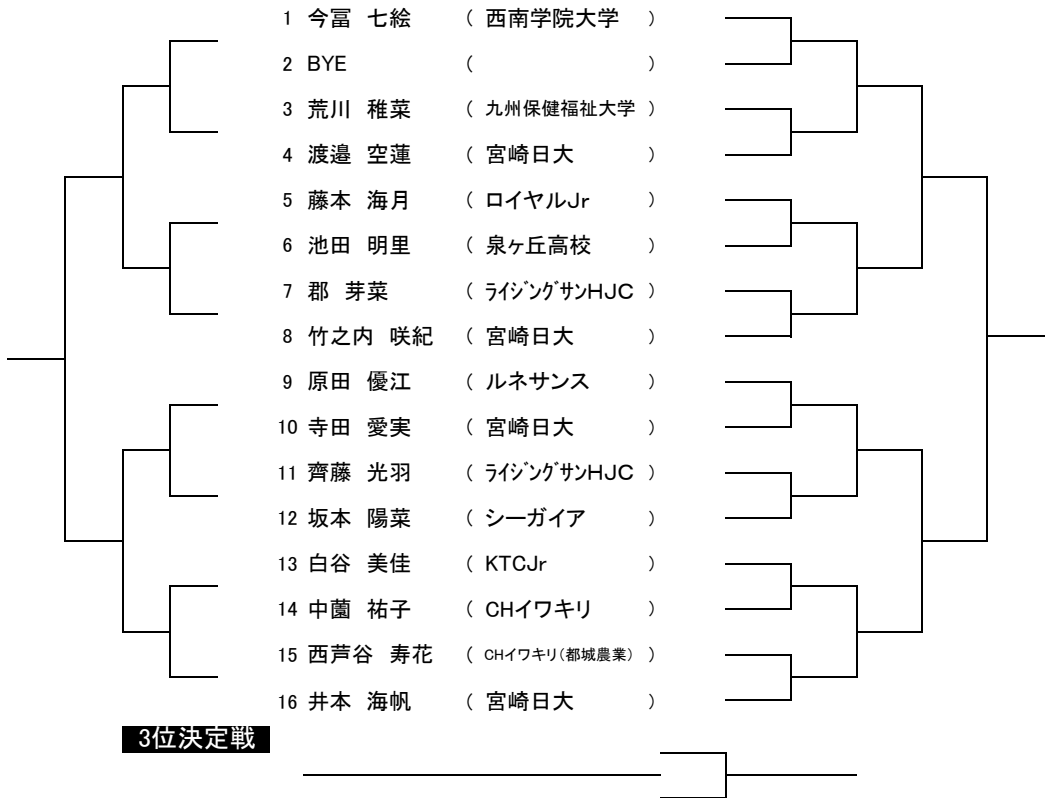 1 今冨 七絵 ( 西南学院大学 )
2 BYE ( )
3 荒川 稚菜 ( 九州保健福祉大学 )
4 渡邉 空蓮 ( 宮崎日大 )
5 藤本 海月 ( ロイヤルJr )
6 池田 明里 ( 泉ヶ丘高校 )
7 郡 芽菜 ( ﾗｲｼﾞﾝｸﾞｻﾝHJC )
8 竹之内 咲紀 ( 宮崎日大 )
9 原田 優江 ( ルネサンス )
10 寺田 愛実 ( 宮崎日大 )
11 齊藤 光羽 ( ﾗｲｼﾞﾝｸﾞｻﾝHJC )
12 坂本 陽菜 ( シーガイア )
13 白谷 美佳 ( KTCJr )
14 中薗 祐子 ( CHイワキリ )
15 西芦谷 寿花 ( CHイワキリ(都城農業) )
16 井本 海帆 ( 宮崎日大 )
3位決定戦